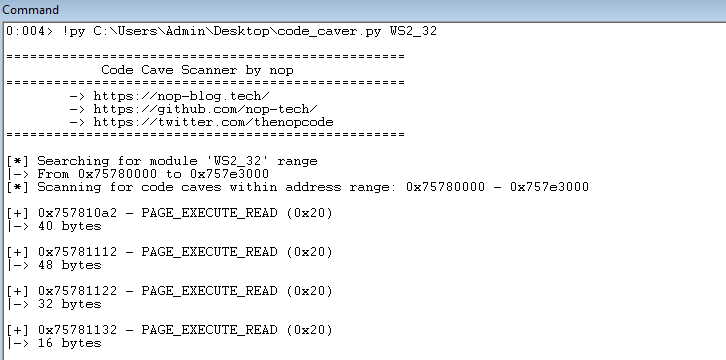 Command
0:004> !py C:\Users\Admin\Desktop\code_caver.py WS2_32
==================================================
Code Cave Scanner by nop
==================================================
-> https://nop-blog.tech/
-> https://github.com/nop-tech/
-> https://twitter.com/thenopcode
==================================================
[*] Searching for module 'WS2_32' range
|-> From 0x75780000 to 0x757e3000
[*] Scanning for code caves within address range: 0x75780000 - 0x757e3000
[+] 0x757810a2 - PAGE_EXECUTE_READ (0x20)
|-> 40 bytes
[+] 0x75781112 - PAGE_EXECUTE_READ (0x20)
|-> 48 bytes
[+] 0x75781122 - PAGE_EXECUTE_READ (0x20)
|-> 32 bytes
[+] 0x75781132 - PAGE_EXECUTE_READ (0x20)
|-> 16 bytes